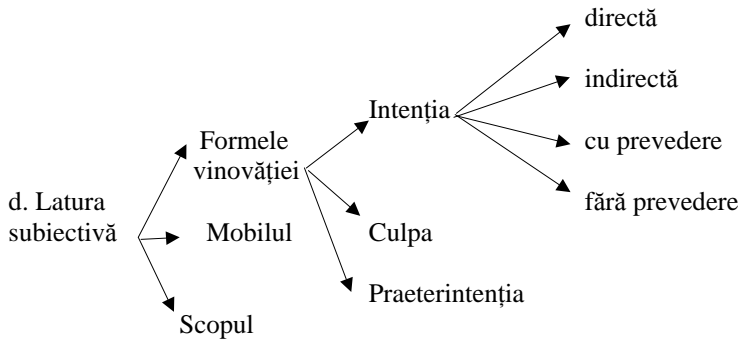 directă
indirectă
Intenția
cu prevedere
Formele
vinovăției
fără prevedere
d. Latura
subiectivă
Mobilul
Culpa
Praeterintenția
Scopul